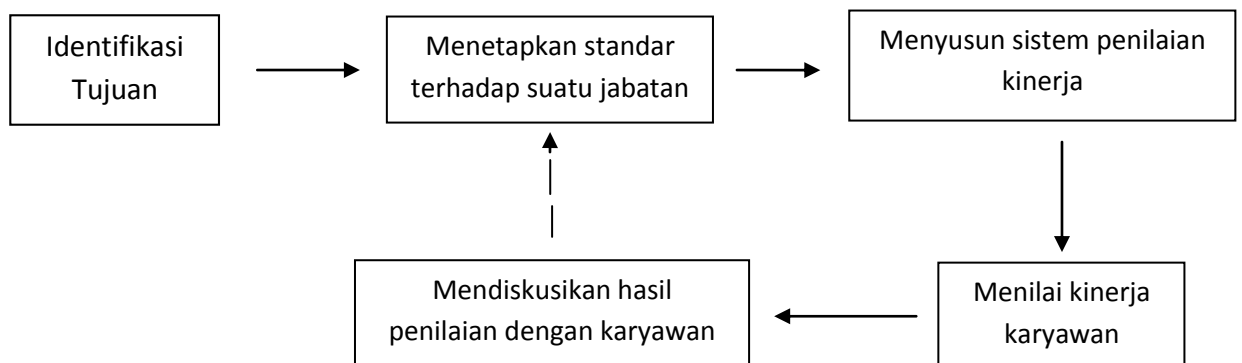 Identifikasi
Tujuan
Menetapkan standar
terhadap suatu jabatan
Menyusun sistem penilaian
kinerja
Menilai kinerja
karyawan
Mendiskusikan hasil
penilaian dengan karyawan